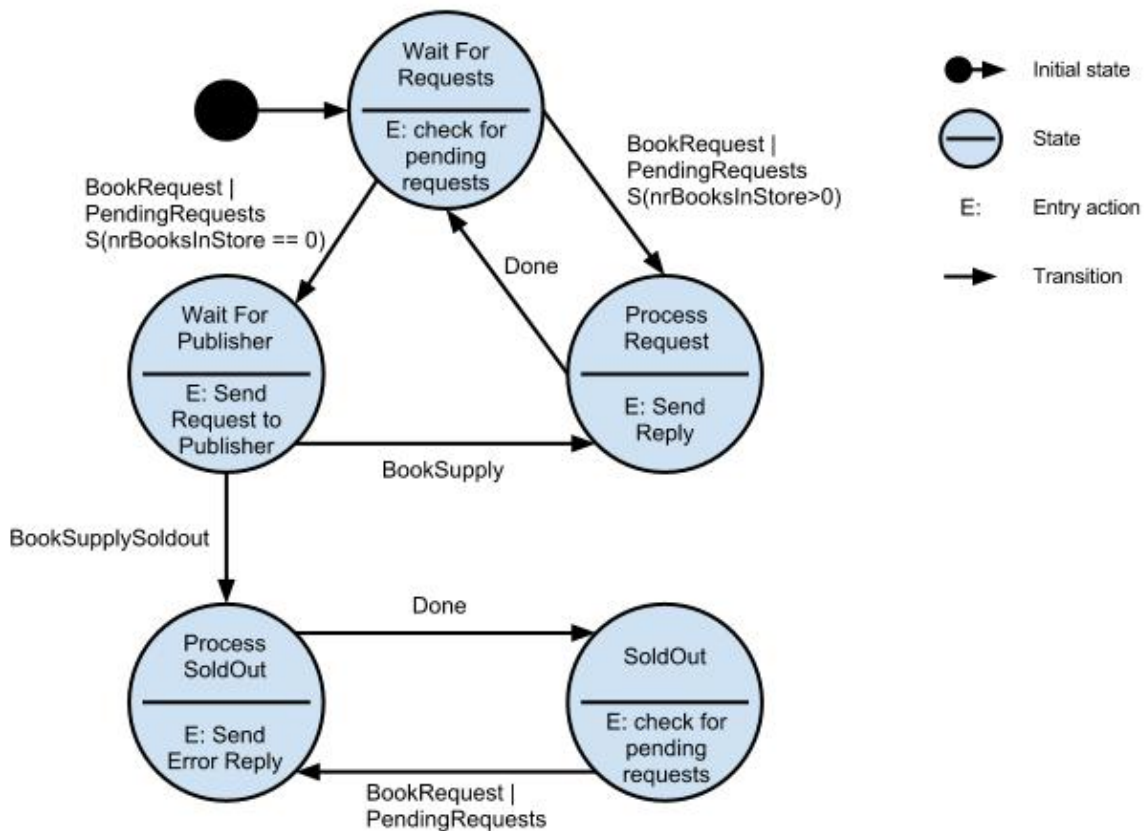 Wait For
Requests
E: check for
pending
requests
Initial state
State
E:
Entry action
Transition
BookRequest |
PendingRequests
S(nrBooksInStore>0)
BookRequest |
PendingRequests
S(nrBooksInStore == 0)
Done
Wait For
Publisher
E: Send
Request to
Publisher
Process
Request
E: Send
Reply
BookSupply
BookSupplySoldout
Process
SoldOut
E: Send
Error Reply
Done
SoldOut
E: check for
pending
requests
BookRequest |
PendingRequests